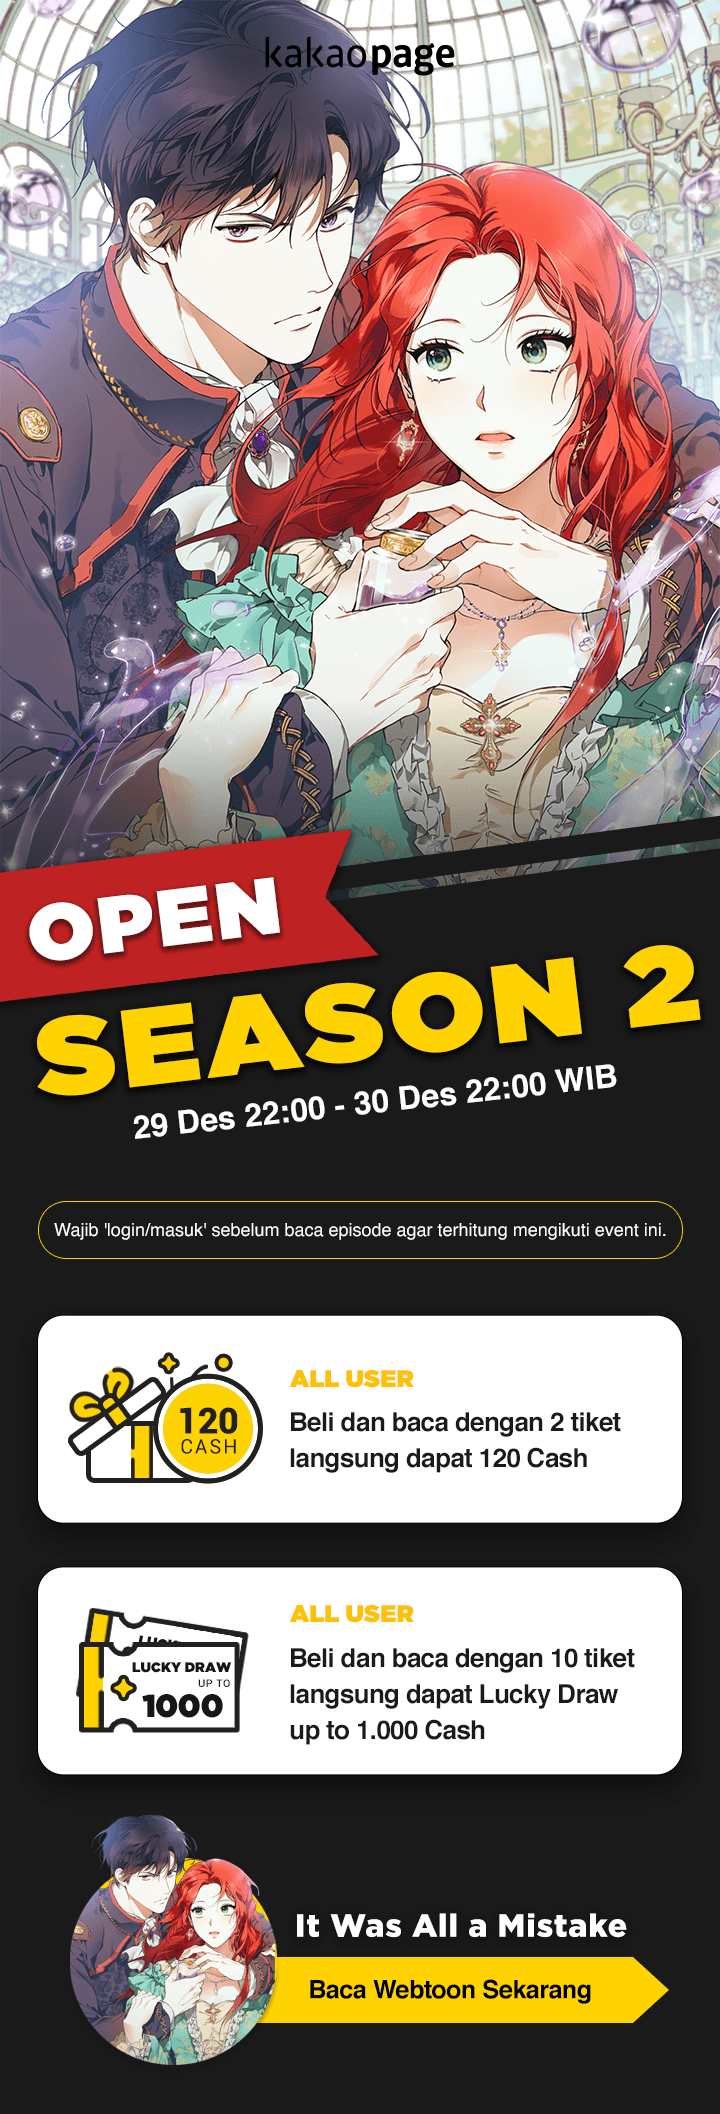 kakaopage
OPEN
SEASON 2
29 Des 22:00 - 30 Des 22:00 WIB
Wajib 'login/masuk' sebelum baca episode agar terhitung mengikuti event ini.
120
CASH
ALL USER
Beli dan baca dengan 2 tiket
langsung dapat 120 Cash
LUCKY DRAW
UP TO
1000
ALL USER
Beli dan baca dengan 10 tiket
langsung dapat Lucky Draw
up to 1.000 Cash
It Was All a Mistake
Baca Webtoon Sekarang